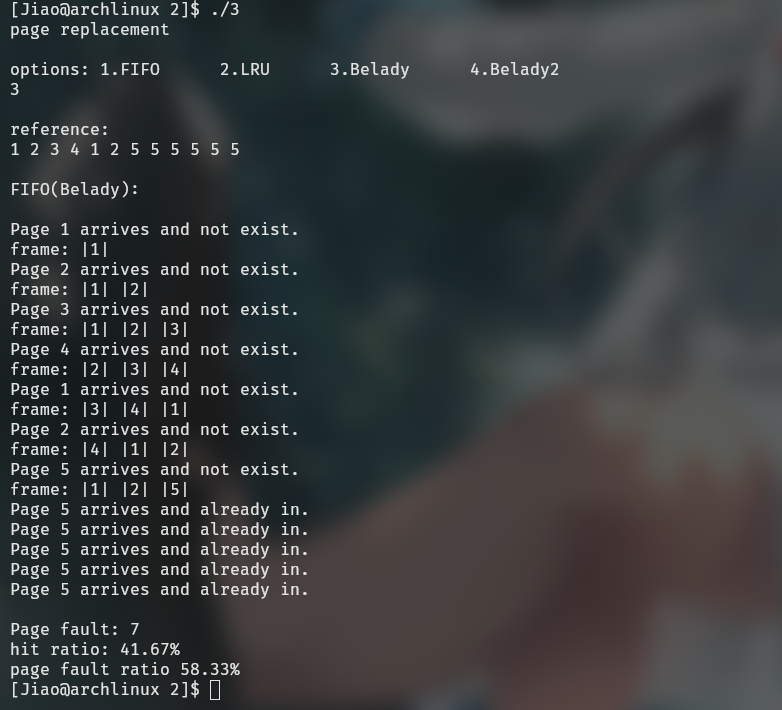 [Jiao@archlinux 2]$ ./3
page replacement
options: 1.FIFO      2.LRU      3.Belady      4.Belady2
3
reference:
1 2 3 4 1 2 5 5 5 5 5 5
FIFO(Belady):
Page 1 arrives and not exist.
frame: |1|
Page 2 arrives and not exist.
frame: |1| |2|
Page 3 arrives and not exist.
frame: |1| |2| |3|
Page 4 arrives and not exist.
frame: |2| |3| |4|
Page 1 arrives and not exist.
frame: |3| |4| |1|
Page 2 arrives and not exist.
frame: |4| |1| |2|
Page 5 arrives and not exist.
frame: |1| |2| |5|
Page 5 arrives and already in.
Page 5 arrives and already in.
Page 5 arrives and already in.
Page 5 arrives and already in.
Page 5 arrives and already in.
Page fault: 7
hit ratio: 41.67%
page fault ratio 58.33%
[Jiao@archlinux 2]$